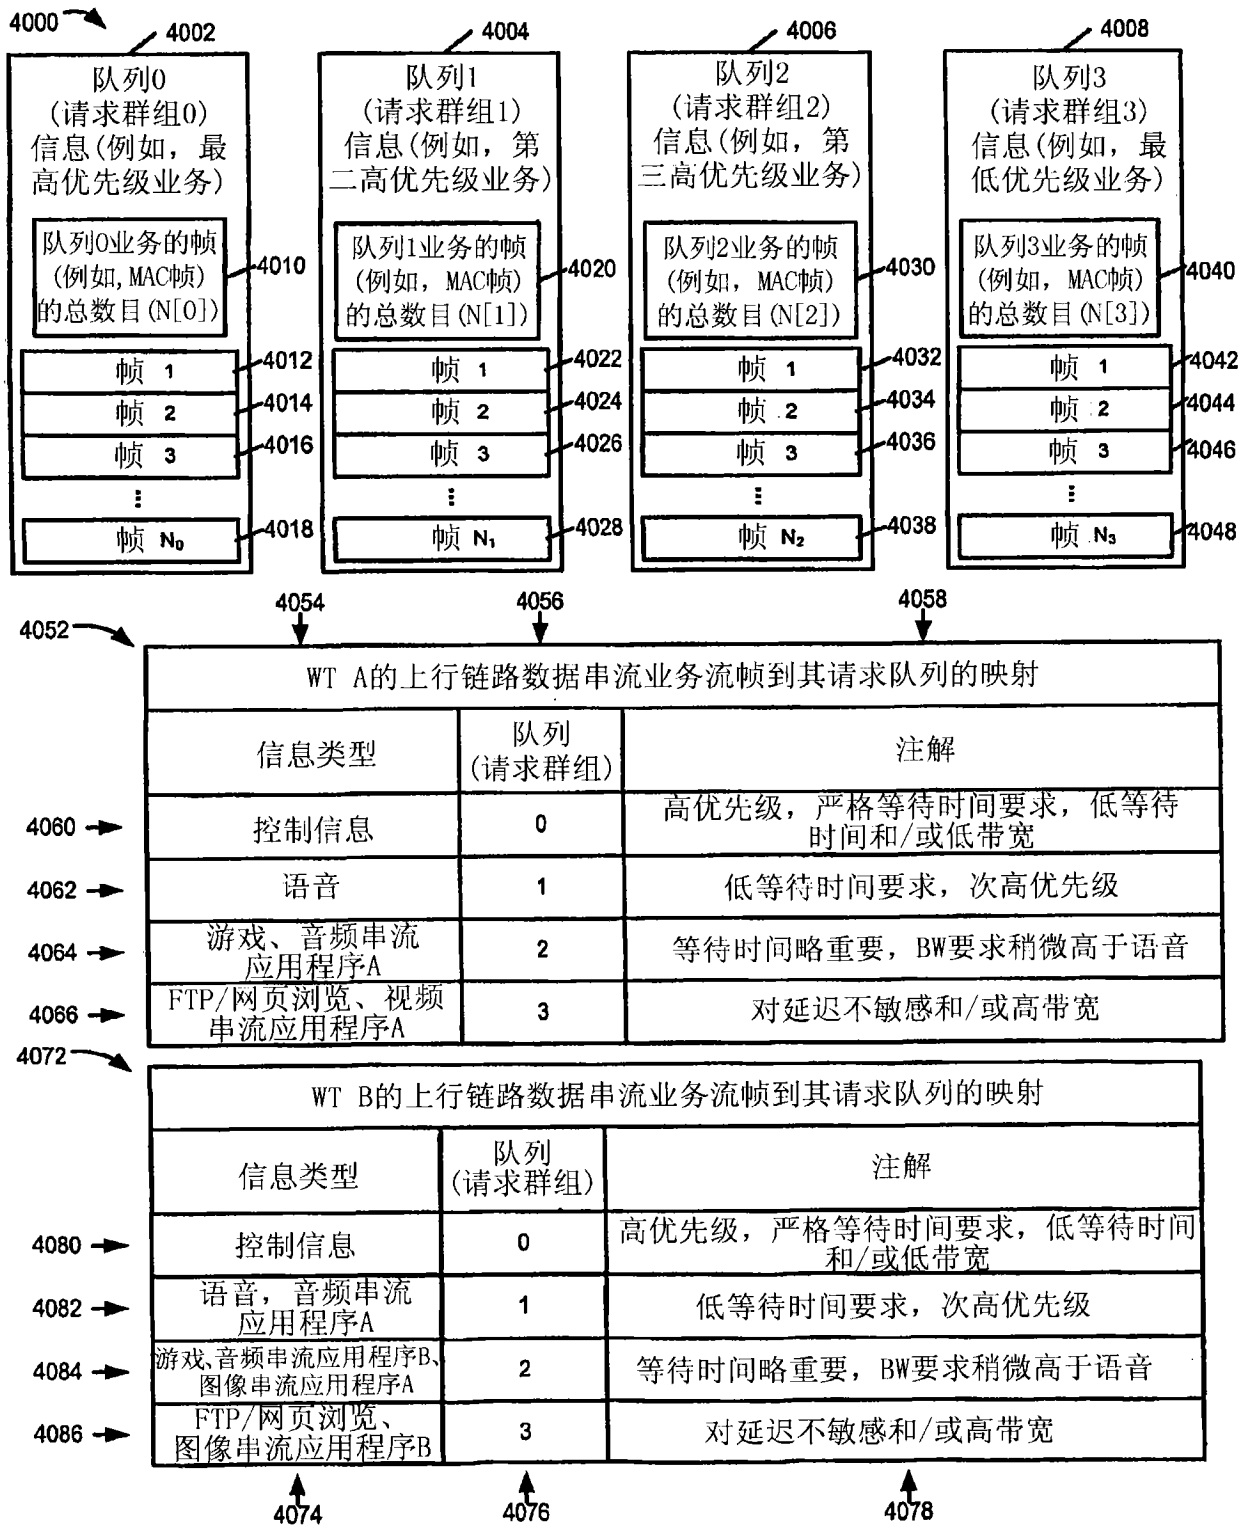 4000
4002
4004
4006
4008
队列0
(请求群组0)
信息(例如，最
高优先级业务)
队列0业务的帧
(例如,MAC帧)
的总数目(N[0])
4010
帧 1
4012
帧 2
4014
帧 3
4016
⋮
帧 N₀
4018
队列1
(请求群组1)
信息(例如，第
二高优先级业务)
队列1业务的帧
(例如，MAC帧)
的总数目(N[1])
4020
帧 1
4022
帧 2
4024
帧 3
4026
⋮
帧 N₁
4028
队列2
(请求群组2)
信息(例如，第
三高优先级业务)
队列2业务的帧
(例如，MAC帧)
的总数目(N[2])
4030
帧 1
4032
帧 2
4034
帧 3
4036
⋮
帧 N₂
4038
队列3
(请求群组3)
信息(例如，最
低优先级业务)
队列3业务的帧
(例如，MAC帧)
的总数目(N[3])
4040
帧 1
4042
帧 2
4044
帧 3
4046
⋮
帧 N₃
4048
4052
4054
4056
4058
WT A的上行链路数据串流业务流帧到其请求队列的映射
信息类型
队列
(请求群组)
注解
4060
控制信息
0
高优先级，严格等待时间要求，低等待
时间和/或低带宽
4062
语音
1
低等待时间要求，次高优先级
4064
游戏、音频串流
应用程序A
2
等待时间略重要，BW要求稍微高于语音
4066
FTP/网页浏览、视频
串流应用程序A
3
对延迟不敏感和/或高带宽
4072
WT B的上行链路数据串流业务流帧到其请求队列的映射
信息类型
队列
(请求群组)
注解
4080
控制信息
0
高优先级，严格等待时间要求，低等待时间
和/或低带宽
4082
语音，音频串流
应用程序A
1
低等待时间要求，次高优先级
4084
游戏、音频串流应用程序B、
图像串流应用程序A
2
等待时间略重要，BW要求稍微高于语音
4086
FTP/网页浏览、
图像串流应用程序B
3
对延迟不敏感和/或高带宽
4074
4076
4078